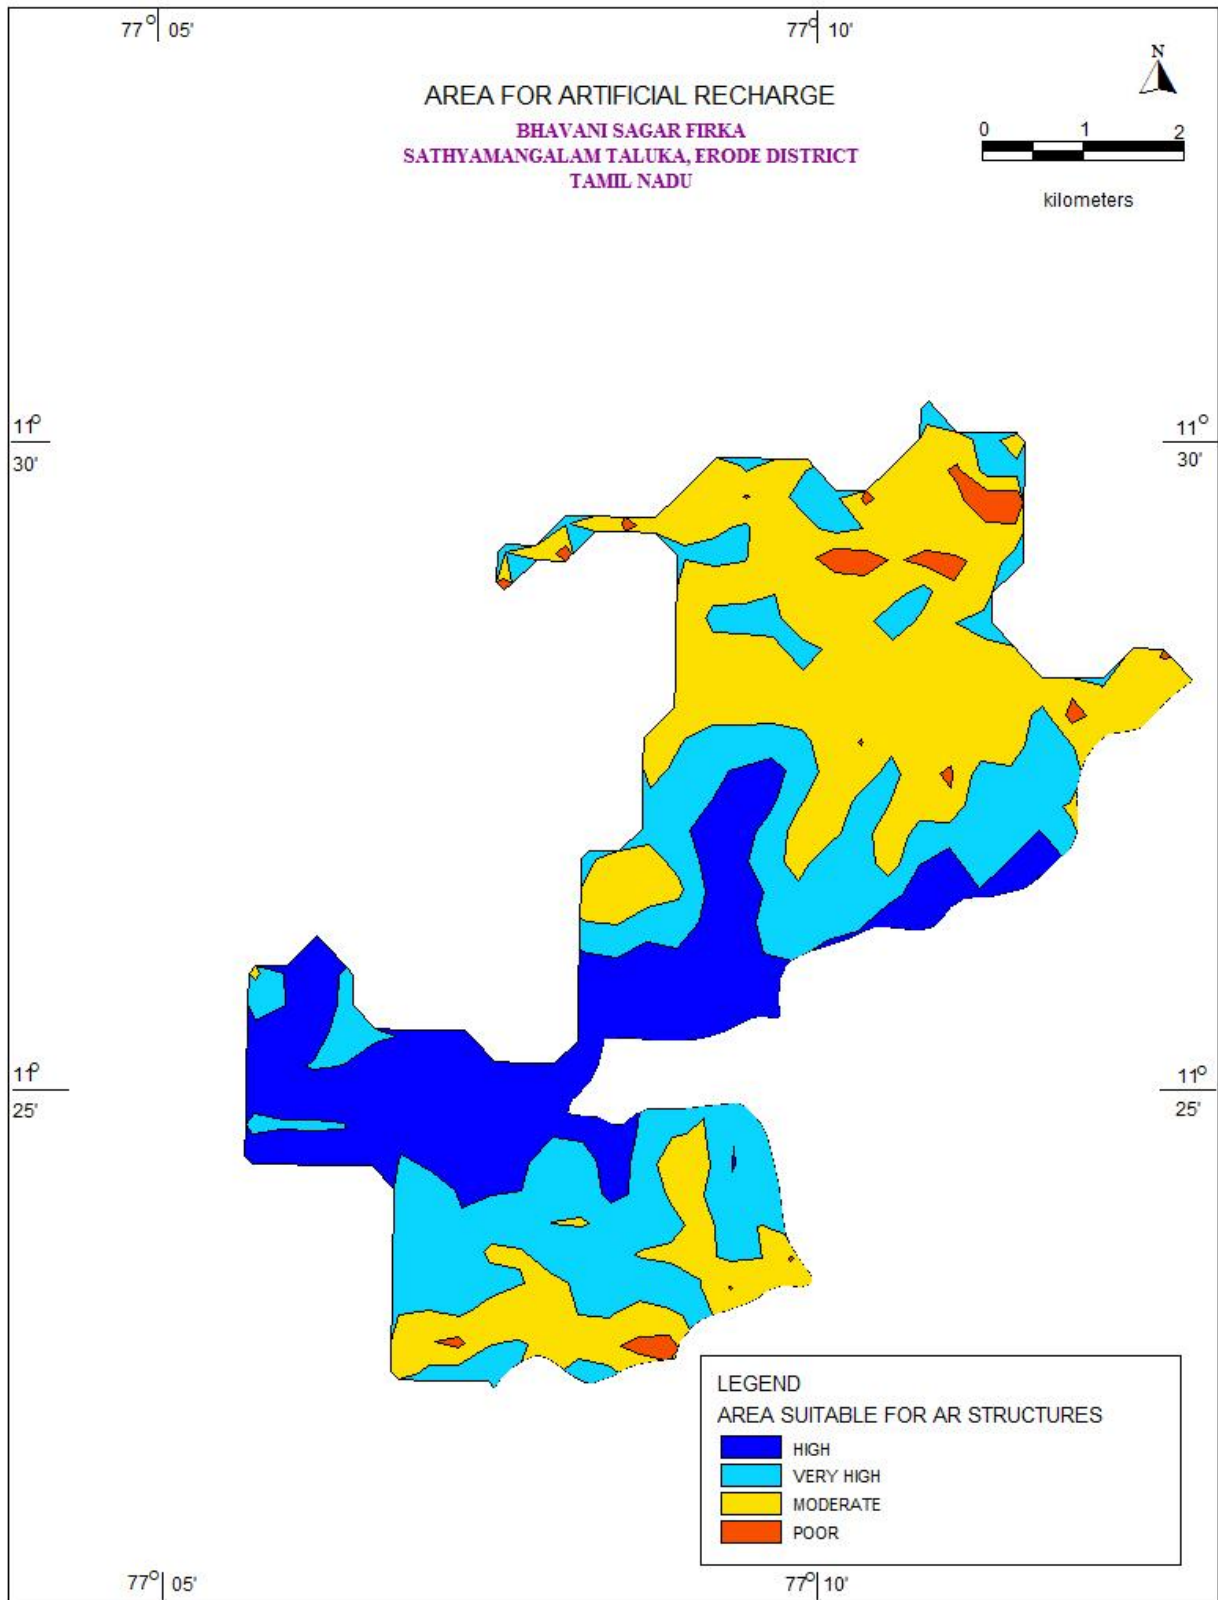 77° 05'
77° 10'
N
AREA FOR ARTIFICIAL RECHARGE
BHAVANI SAGAR FIRKA
SATHYAMANGALAM TALUKA, ERODE DISTRICT
TAMIL NADU
0 1 2
kilometers
11°
30'
11°
30'
11°
25'
11°
25'
LEGEND
AREA SUITABLE FOR AR STRUCTURES
HIGH
VERY HIGH
MODERATE
POOR
77° 05'
77° 10'